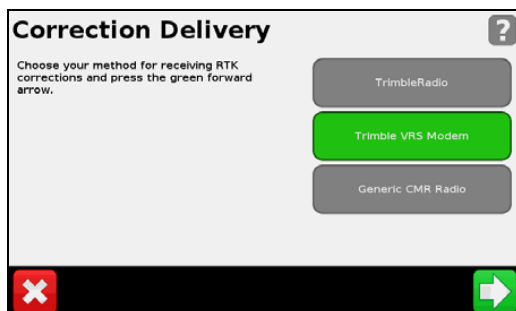 Correction Delivery
?
Choose your method for receiving RTK
corrections and press the green forward
arrow.
TrimbleRadio
Trimble VRS Modem
Generic CMR Radio